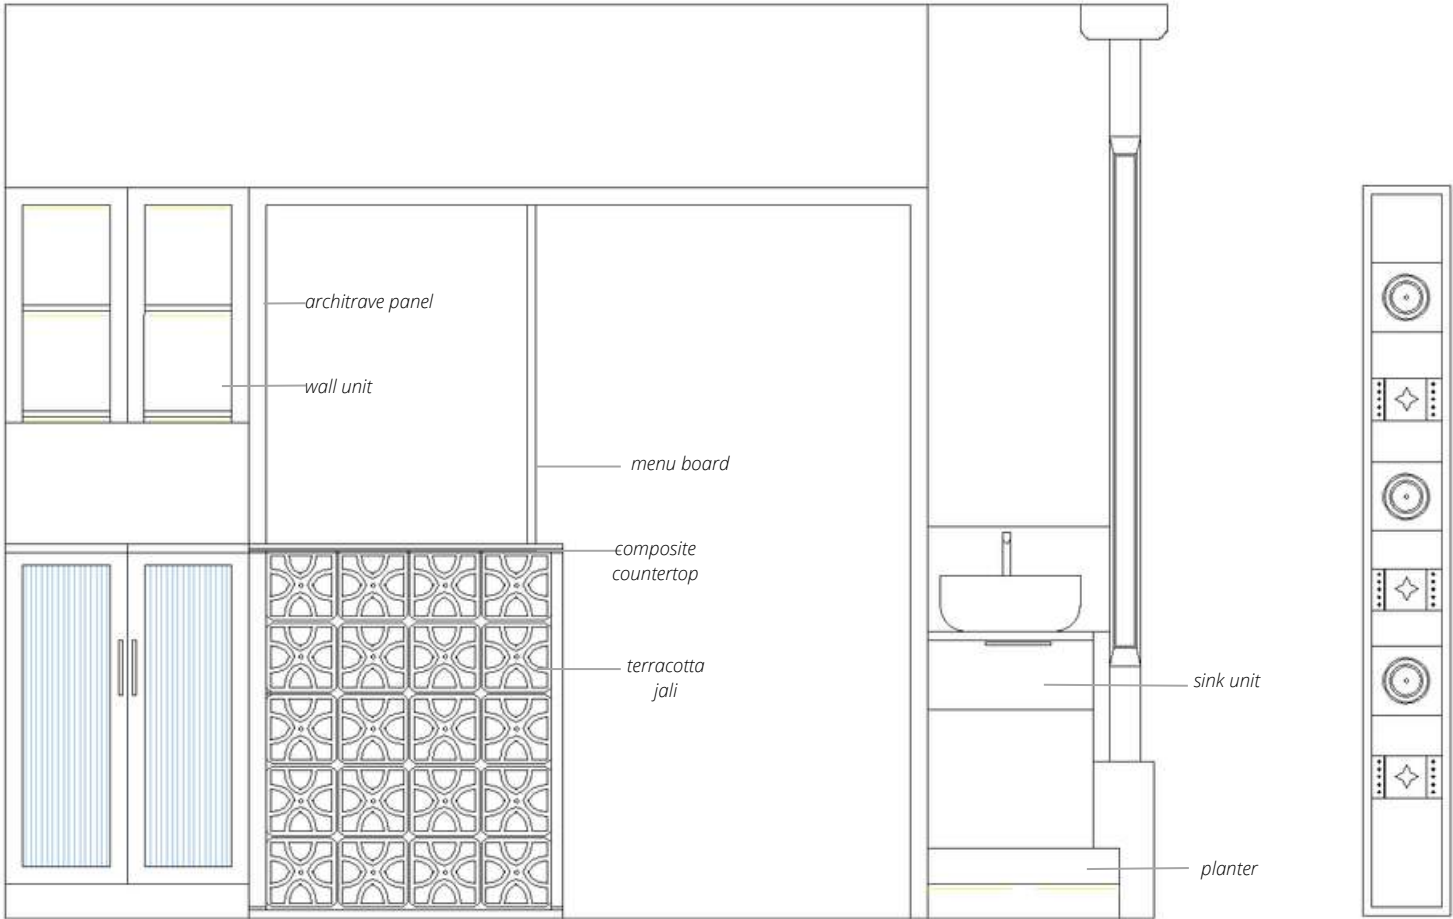 architrave panel
wall unit
menu board
composite
countertop
terracotta
jali
sink unit
planter